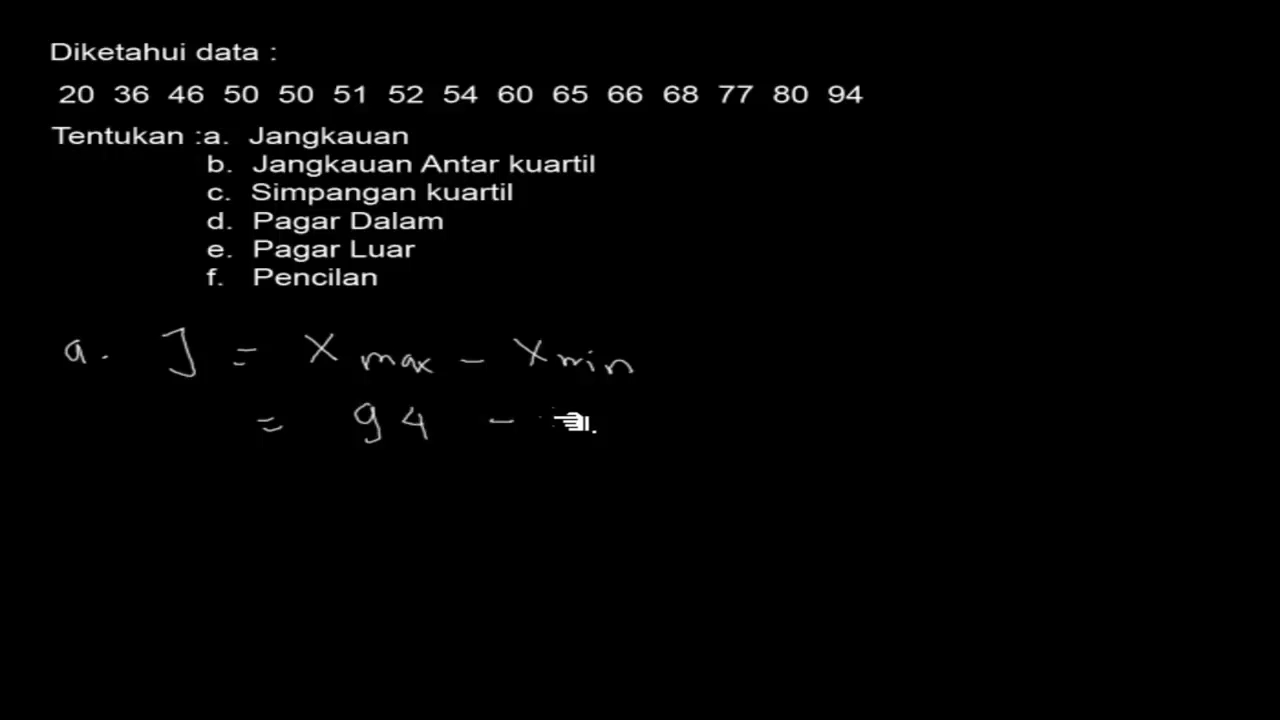 Diketahui data :
20 36 46 50 50 51 52 54 60 65 66 68 77 80 94
Tentukan :a. Jangkauan
b. Jangkauan Antar kuartil
c. Simpangan kuartil
d. Pagar Dalam
e. Pagar Luar
f. Pencilan
a. J = X max - X min
= 94 -